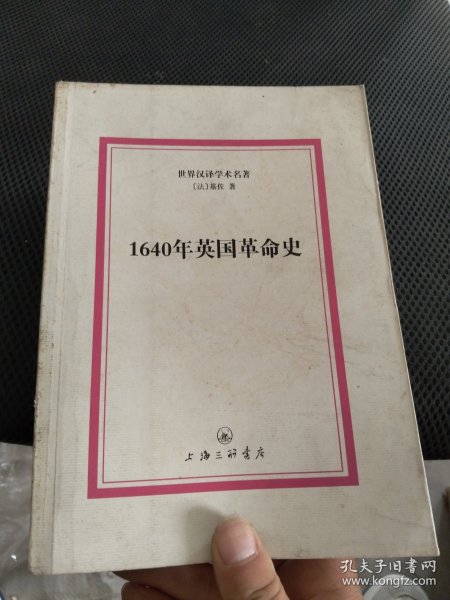 世界汉译学术名著
〔法〕基佐 著
1640年英国革命史
上海三联书店
孔夫子旧书网
www.kongfz.com